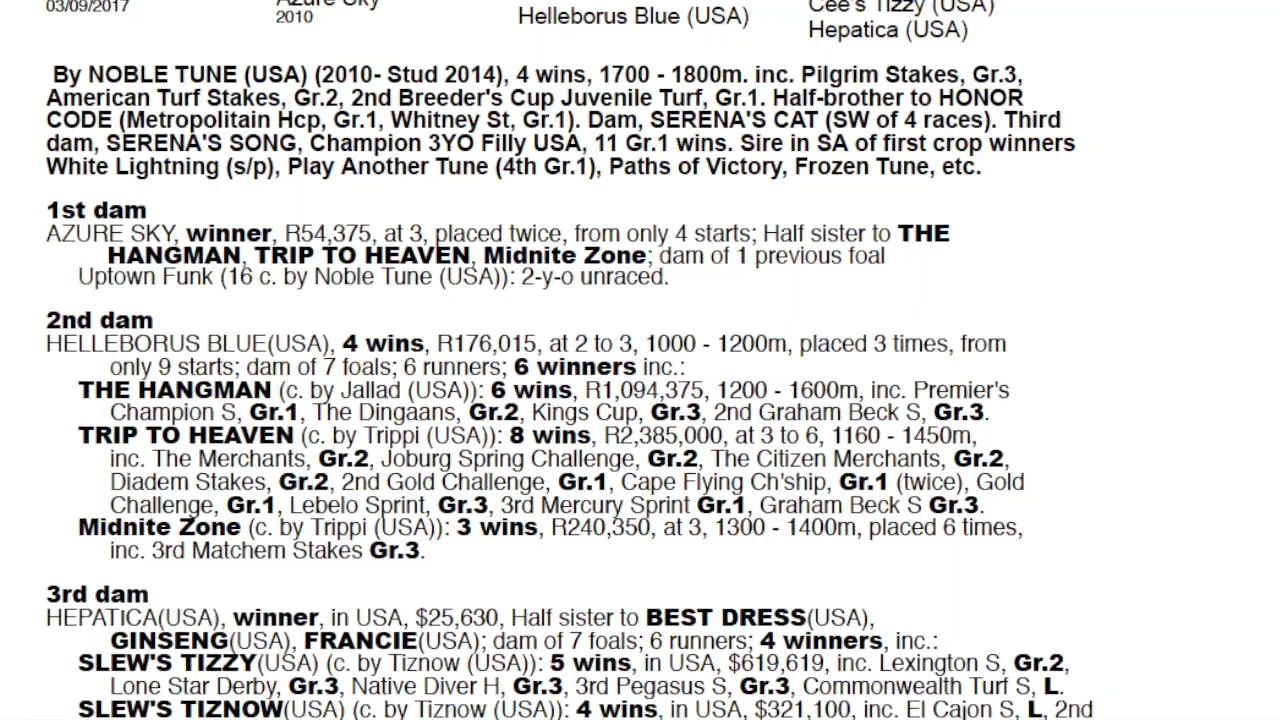 03/09/2017
Azure Sky
2010
Helleborus Blue (USA)
Cee's Tizzy (USA)
Hepatica (USA)
By NOBLE TUNE (USA) (2010- Stud 2014), 4 wins, 1700 - 1800m. inc. Pilgrim Stakes, Gr.3,
American Turf Stakes, Gr.2, 2nd Breeder's Cup Juvenile Turf, Gr.1. Half-brother to HONOR
CODE (Metropolitain Hcp, Gr.1, Whitney St, Gr.1). Dam, SERENA'S CAT (SW of 4 races). Third
dam, SERENA'S SONG, Champion 3YO Filly USA, 11 Gr.1 wins. Sire in SA of first crop winners
White Lightning (s/p), Play Another Tune (4th Gr.1), Paths of Victory, Frozen Tune, etc.
1st dam
AZURE SKY, winner, R54,375, at 3, placed twice, from only 4 starts; Half sister to THE
HANGMAN, TRIP TO HEAVEN, Midnite Zone; dam of 1 previous foal
Uptown Funk (16 c. by Noble Tune (USA)): 2-y-o unraced.
2nd dam
HELLEBORUS BLUE(USA), 4 wins, R176,015, at 2 to 3, 1000 - 1200m, placed 3 times, from
only 9 starts; dam of 7 foals; 6 runners; 6 winners inc.:
THE HANGMAN (c. by Jallad (USA)): 6 wins, R1,094,375, 1200 - 1600m, inc. Premier's
Champion S, Gr.1, The Dingaans, Gr.2, Kings Cup, Gr.3, 2nd Graham Beck S, Gr.3.
TRIP TO HEAVEN (c. by Trippi (USA)): 8 wins, R2,385,000, at 3 to 6, 1160 - 1450m,
inc. The Merchants, Gr.2, Joburg Spring Challenge, Gr.2, The Citizen Merchants, Gr.2,
Diadem Stakes, Gr.2, 2nd Gold Challenge, Gr.1, Cape Flying Ch'ship, Gr.1 (twice), Gold
Challenge, Gr.1, Lebelo Sprint, Gr.3, 3rd Mercury Sprint Gr.1, Graham Beck S Gr.3.
Midnite Zone (c. by Trippi (USA)): 3 wins, R240,350, at 3, 1300 - 1400m, placed 6 times,
inc. 3rd Matchem Stakes Gr.3.
3rd dam
HEPATICA(USA), winner, in USA, $25,630, Half sister to BEST DRESS(USA),
GINSENG(USA), FRANCIE(USA); dam of 7 foals; 6 runners; 4 winners, inc.:
SLEW'S TIZZY(USA) (c. by Tiznow (USA)): 5 wins, in USA, $619,619, inc. Lexington S, Gr.2,
Lone Star Derby, Gr.3, Native Diver H, Gr.3, 3rd Pegasus S, Gr.3, Commonwealth Turf S, L.
SLEW'S TIZNOW(USA) (c. by Tiznow (USA)): 4 wins, in USA, $321,100, inc. El Cajon S, L, 2nd